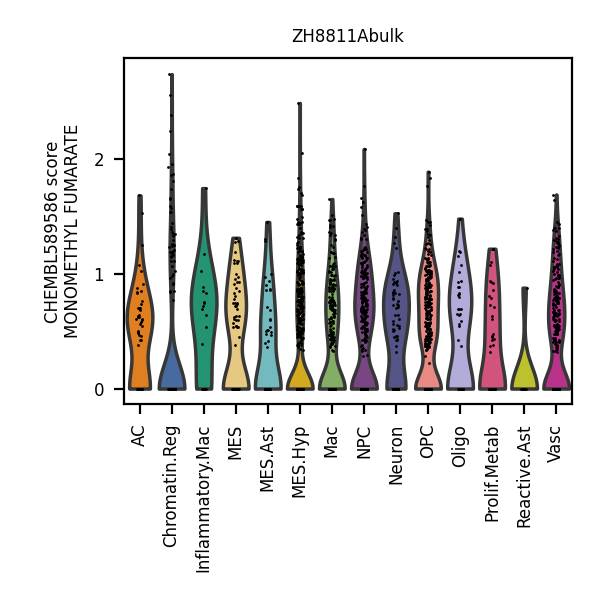 ZH8811Abulk
CHEMBL589586 score
MONOMETHYL FUMARATE
2
1
0
AC
Chromatin.Reg
Inflammatory.Mac
MES
MES.Ast
MES.Hyp
Mac
NPC
Neuron
OPC
Oligo
Prolif.Metab
Reactive.Ast
Vasc